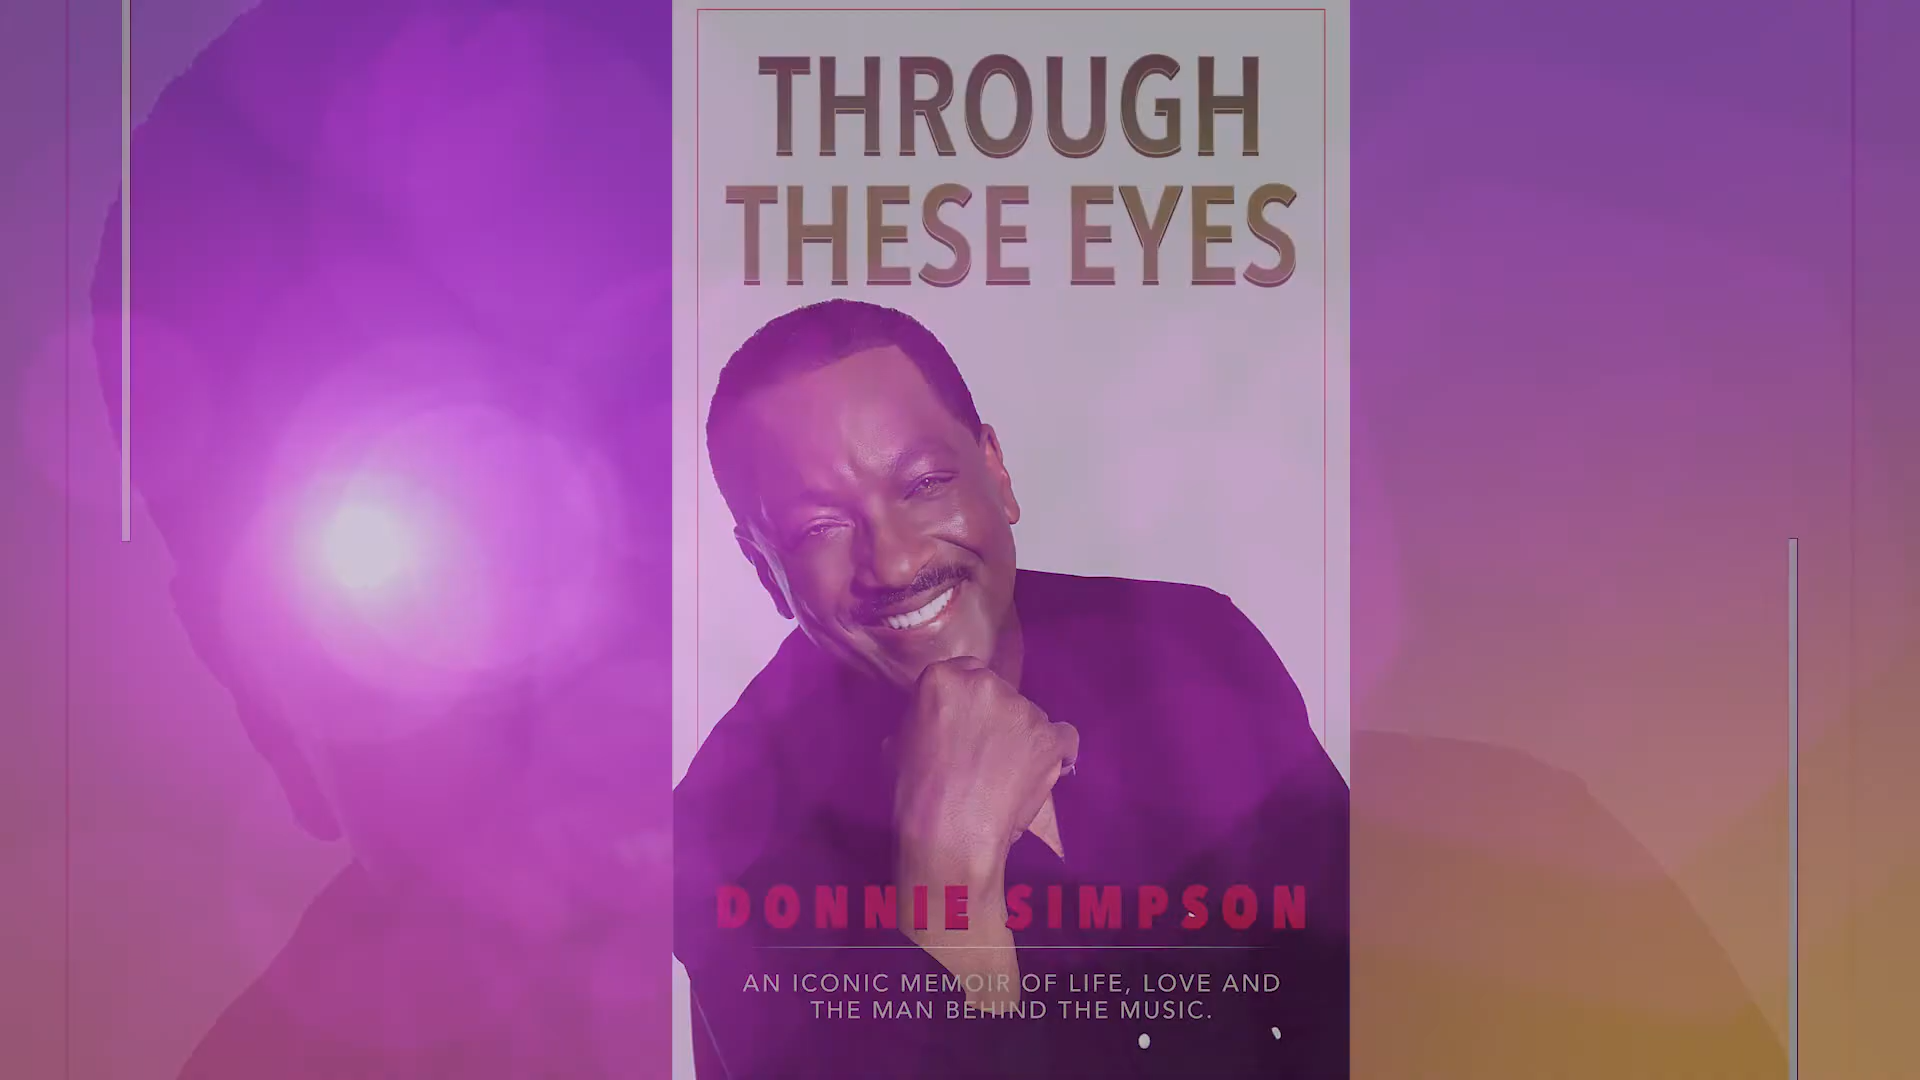 THROUGH
THESE EYES
DONNIE SIMPSON
AN ICONIC MEMOIR OF LIFE, LOVE AND
THE MAN BEHIND THE MUSIC.